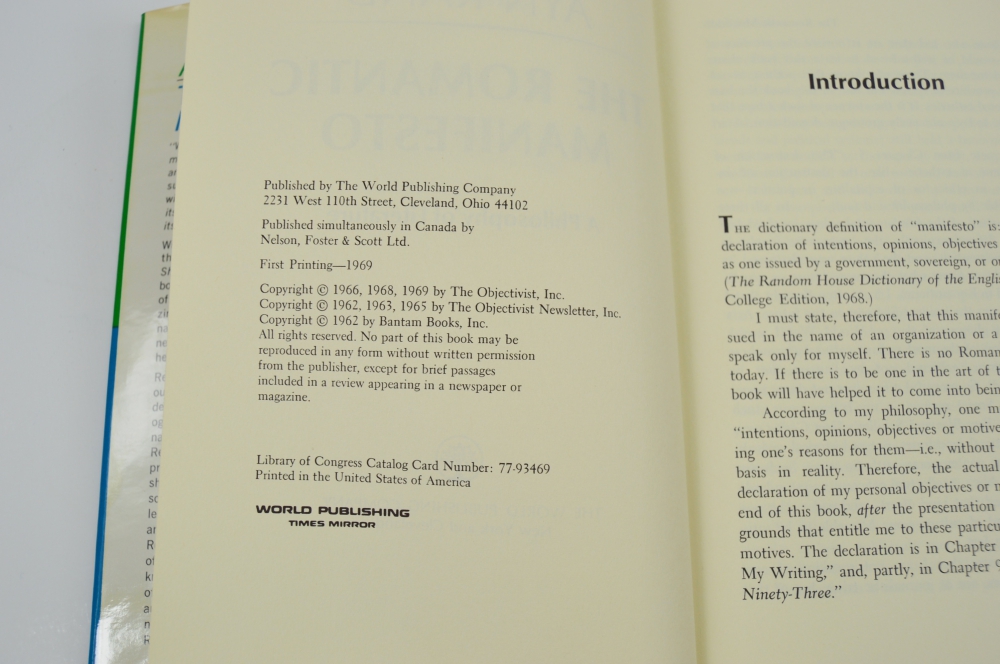 Published by The World Publishing Company
2231 West 110th Street, Cleveland, Ohio 44102
Published simultaneously in Canada by
Nelson, Foster & Scott Ltd.
First Printing—1969
Copyright © 1966, 1968, 1969 by The Objectivist, Inc.
Copyright © 1962, 1963, 1965 by The Objectivist Newsletter, Inc.
Copyright © 1962 by Bantam Books, Inc.
All rights reserved. No part of this book may be
reproduced in any form without written permission
from the publisher, except for brief passages
included in a review appearing in a newspaper or
magazine.
Library of Congress Catalog Card Number: 77-93469
Printed in the United States of America
WORLD PUBLISHING
TIMES MIRROR
Introduction
THE dictionary definition of “manifesto” is:
declaration of intentions, opinions, objectives
as one issued by a government, sovereign, or
(The Random House Dictionary of the
College Edition, 1968.)
I must state, therefore, that this
sued in the name of an organization or a
speak only for myself. There is no
today. If there is to be one in the art of
book will have helped it to come into
According to my philosophy, one
“intentions, opinions, objectives or
ing one’s reasons for them—i.e., without
basis in reality. Therefore, the actual
declaration of my personal objectives or
end of this book, after the presentation
grounds that entitle me to these
motives. The declaration is in Chapter
My Writing,” and, partly, in Chapter
Ninety-Three.”